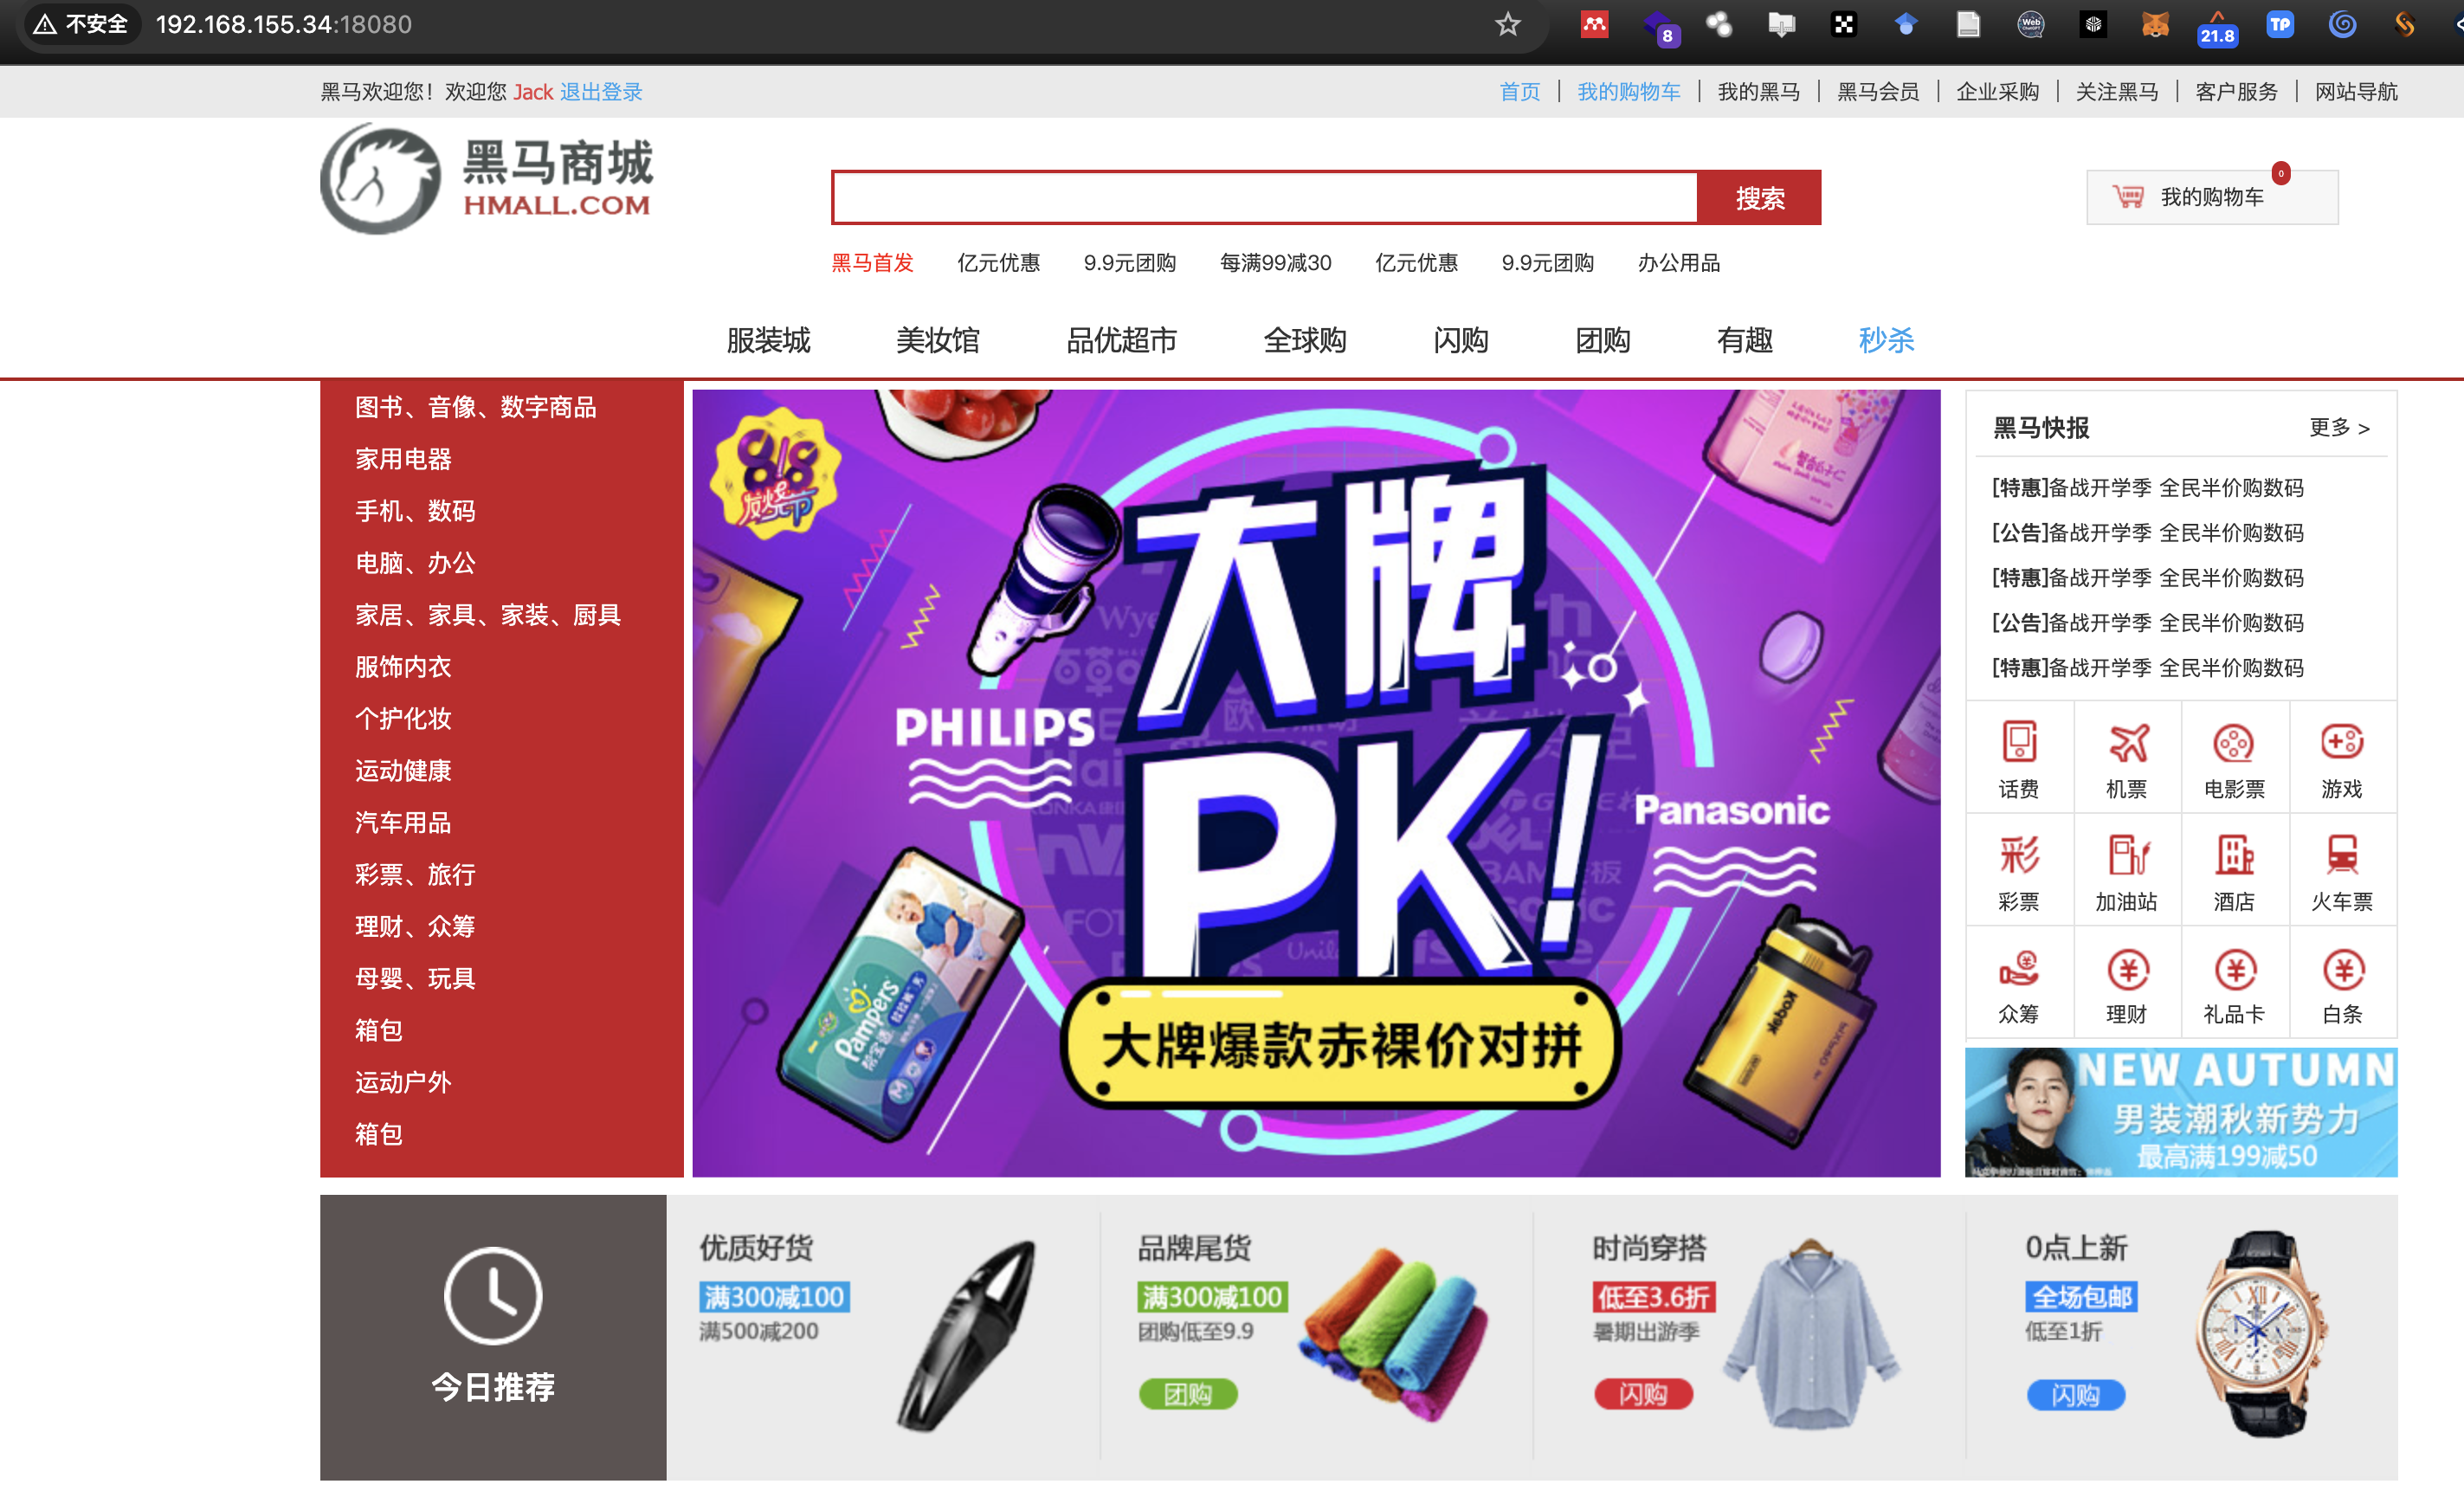 不安全 192.168.155.34:18080
8
21.8
TP
黑马欢迎您！欢迎您 Jack 退出登录
首页 我的购物车 我的黑马 黑马会员 企业采购 关注黑马 客户服务 网站导航
黑马商城
HMALL.COM
搜索
0
我的购物车
黑马首发 亿元优惠 9.9元团购 每满99减30 亿元优惠 9.9元团购 办公用品
服装城 美妆馆 品优超市 全球购 闪购 团购 有趣 秒杀
图书、音像、数字商品
家用电器
手机、数码
电脑、办公
家居、家具、家装、厨具
服饰内衣
个护化妆
运动健康
汽车用品
彩票、旅行
理财、众筹
母婴、玩具
箱包
运动户外
箱包
818
发烧节
大牌
PK!
PHILIPS
Panasonic
Pampers
Kodak
大牌爆款赤裸价对拼
黑马快报 更多 >
[特惠]备战开学季 全民半价购数码
[公告]备战开学季 全民半价购数码
[特惠]备战开学季 全民半价购数码
[公告]备战开学季 全民半价购数码
[特惠]备战开学季 全民半价购数码
话费 机票 电影票 游戏
彩
彩票 加油站 酒店 火车票
众筹 理财 礼品卡 白条
NEW AUTUMN
男装潮秋新势力
最高满199减50
今日推荐
优质好货
满300减100
满500减200
品牌尾货
满300减100
团购低至9.9
团购
时尚穿搭
低至3.6折
暑期出游季
闪购
0点上新
全场包邮
低至1折
闪购